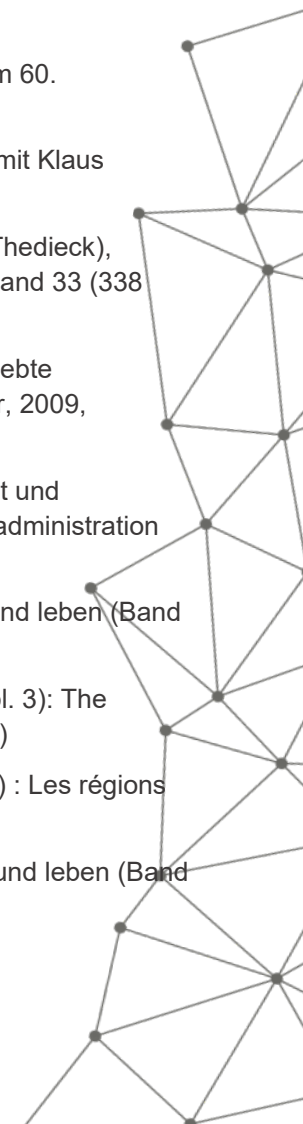 m 60.
mit Klaus
Thedieck),
and 33 (338
ebte
r, 2009,
t und
administration
nd leben (Band
l. 3): The
)
) : Les régions
und leben (Band